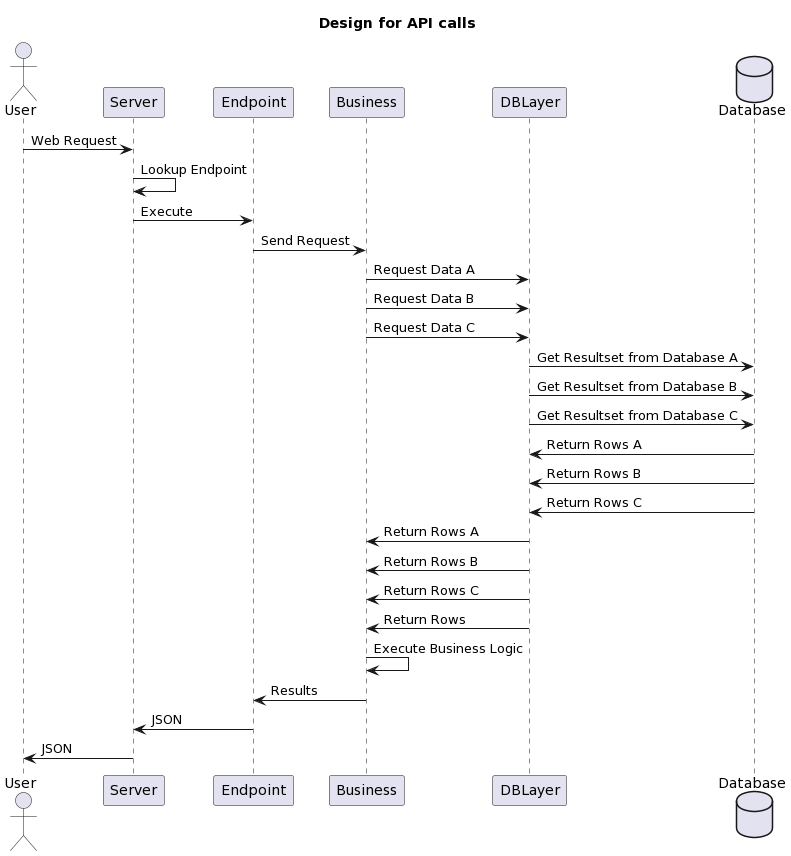 Design for API calls
User
Server
Endpoint
Business
DBLayer
Database
Web Request
Lookup Endpoint
Execute
Send Request
Request Data A
Request Data B
Request Data C
Get Resultset from Database A
Get Resultset from Database B
Get Resultset from Database C
Return Rows A
Return Rows B
Return Rows C
Return Rows A
Return Rows B
Return Rows C
Return Rows
Execute Business Logic
Results
JSON
JSON
User
Server
Endpoint
Business
DBLayer
Database